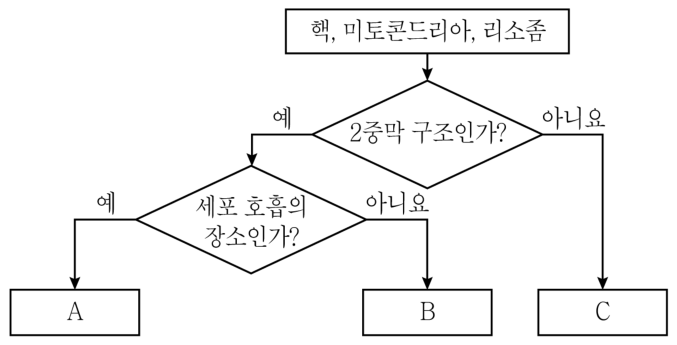 핵, 미토콘드리아, 리소좀
2중막 구조인가?
예
아니요
세포 호흡의
장소인가?
예
아니요
A
B
C